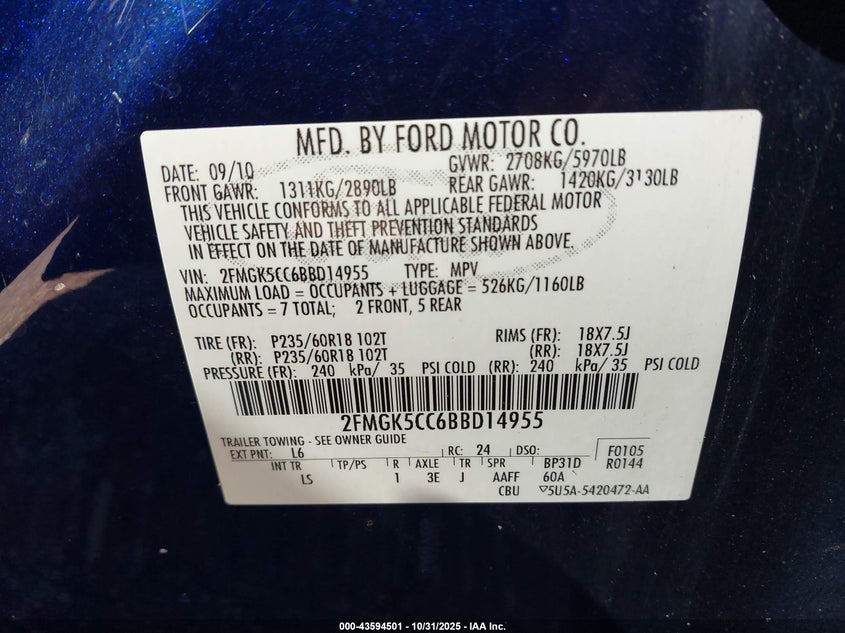 MFD. BY FORD MOTOR CO.
DATE: 09/10 GVWR: 2708KG/5970LB
FRONT GAWR: 1311KG/2890LB REAR GAWR: 1420KG/3130LB
THIS VEHICLE CONFORMS TO ALL APPLICABLE FEDERAL MOTOR
VEHICLE SAFETY AND THEFT PREVENTION STANDARDS
IN EFFECT ON THE DATE OF MANUFACTURE SHOWN ABOVE.
VIN: 2FMGK5CC6BBD14955 TYPE: MPV
MAXIMUM LOAD = OCCUPANTS + LUGGAGE = 526KG/1160LB
OCCUPANTS = 7 TOTAL; 2 FRONT, 5 REAR
TIRE (FR): P235/60R18 102T RIMS (FR): 18X7.5J
(RR): P235/60R18 102T (RR): 18X7.5J
PRESSURE (FR): 240 kPa/ 35 PSI COLD (RR): 240 kPa/ 35 PSI COLD
2FMGK5CC6BBD14955
TRAILER TOWING - SEE OWNER GUIDE
EXT PNT: L6 RC: 24 DSO: F0105
INT TR TP/PS R AXLE TR SPR BP31D R0144
LS 1 3E J AAFF 60A
CBU ▽5U5A-5420472-AA
000-43594501 - 10/31/2025 - IAA Inc.